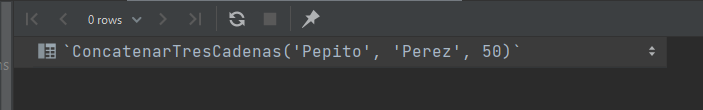 0 rows
`ConcatenarTresCadenas('Pepito', 'Perez', 50)`